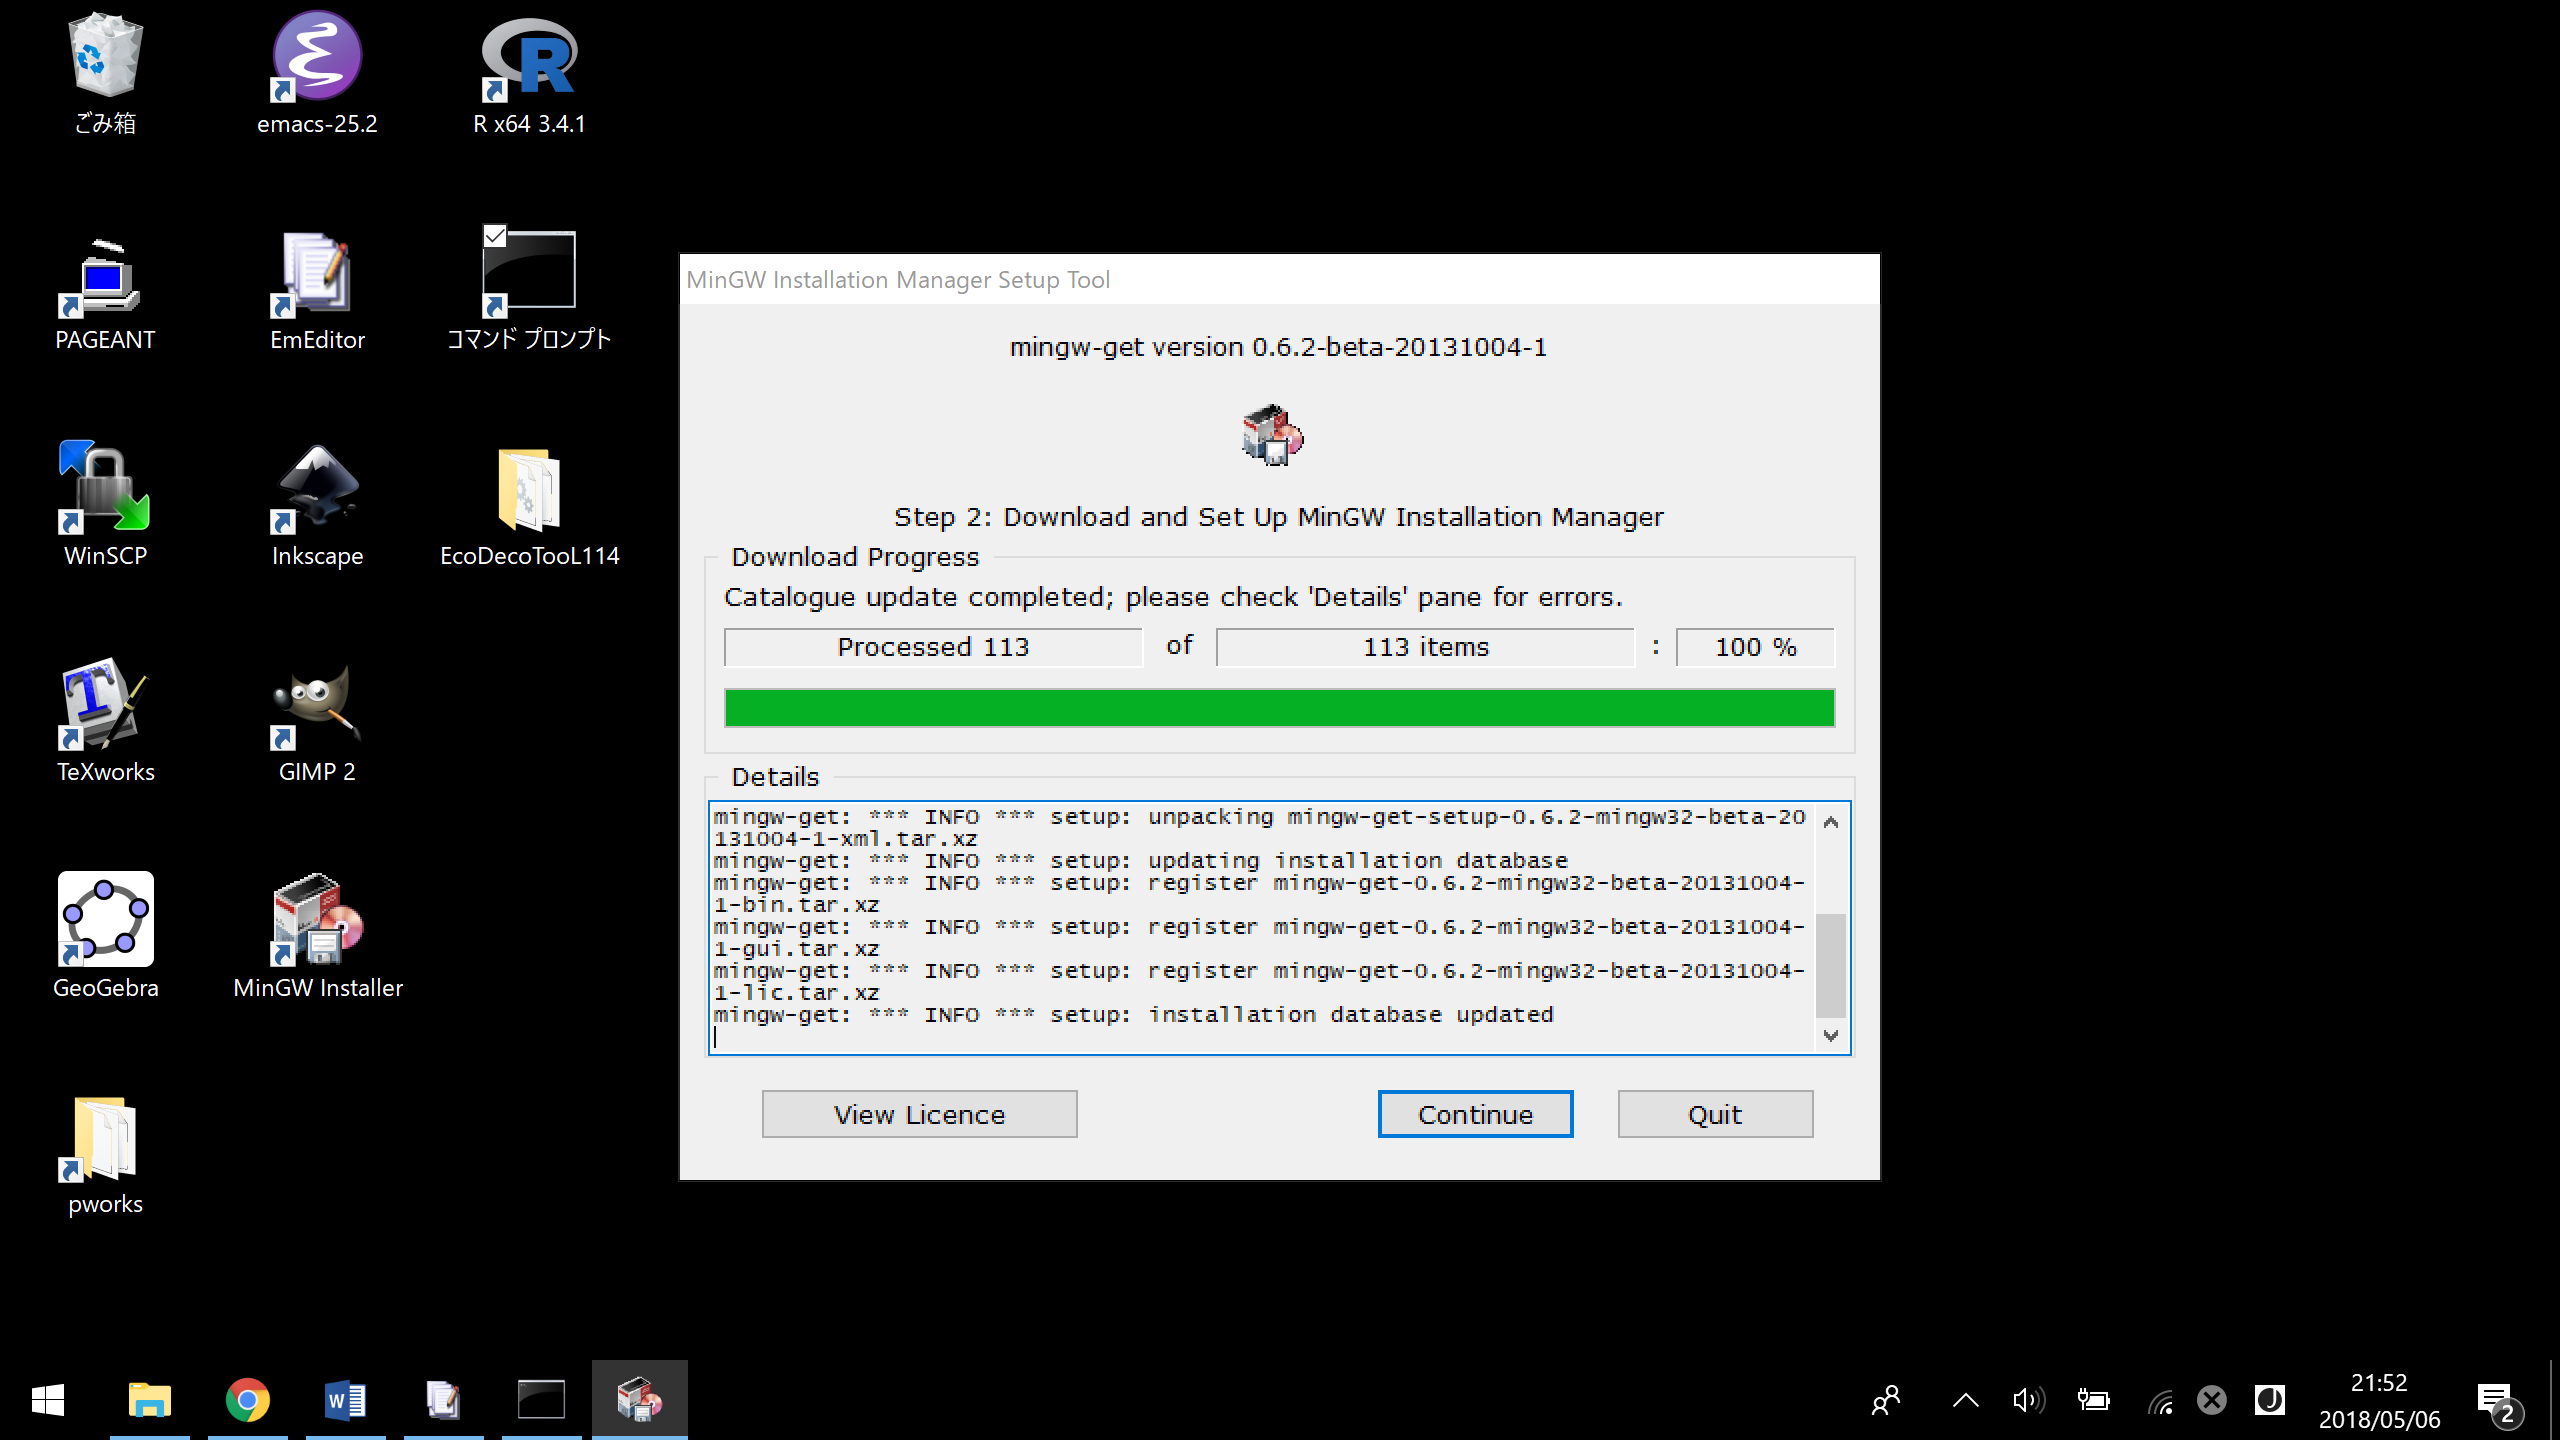 ごみ箱
emacs-25.2
R x64 3.4.1
PAGEANT
EmEditor
コマンド プロンプト
WinSCP
Inkscape
EcoDecoTooL114
TeXworks
GIMP 2
GeoGebra
MinGW Installer
pworks
MinGW Installation Manager Setup Tool
mingw-get version 0.6.2-beta-20131004-1
Step 2: Download and Set Up MinGW Installation Manager
Download Progress
Catalogue update completed; please check 'Details' pane for errors.
Processed 113 of 113 items : 100 %
Details
mingw-get: *** INFO *** setup: unpacking mingw-get-setup-0.6.2-mingw32-beta-20
131004-1-xml.tar.xz
mingw-get: *** INFO *** setup: updating installation database
mingw-get: *** INFO *** setup: register mingw-get-0.6.2-mingw32-beta-20131004-
1-bin.tar.xz
mingw-get: *** INFO *** setup: register mingw-get-0.6.2-mingw32-beta-20131004-
1-gui.tar.xz
mingw-get: *** INFO *** setup: register mingw-get-0.6.2-mingw32-beta-20131004-
1-lic.tar.xz
mingw-get: *** INFO *** setup: installation database updated
View Licence
Continue
Quit
21:52
2018/05/06
2